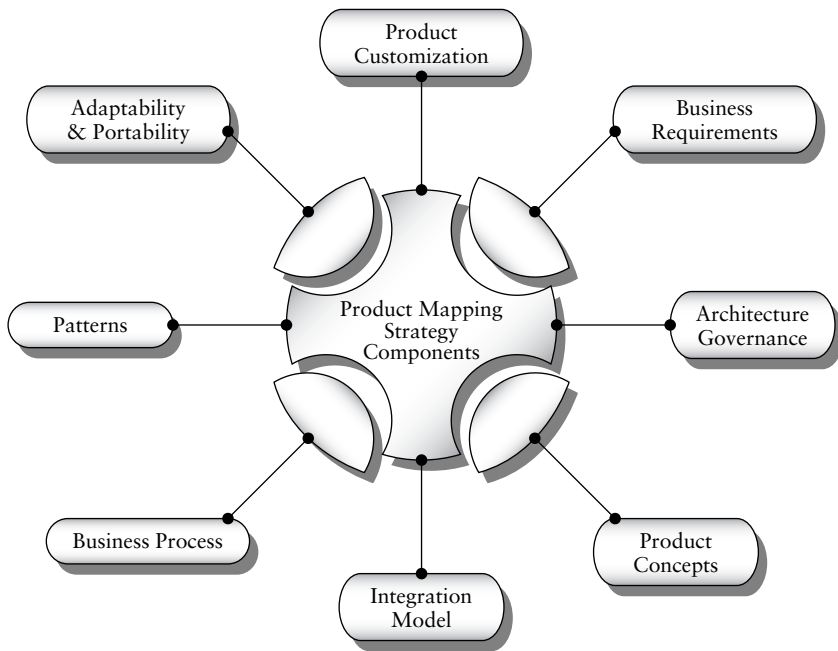 Product
Customization
Adaptability
& Portability
Business
Requirements
Patterns
Product Mapping
Strategy
Components
Architecture
Governance
Business Process
Integration
Model
Product
Concepts